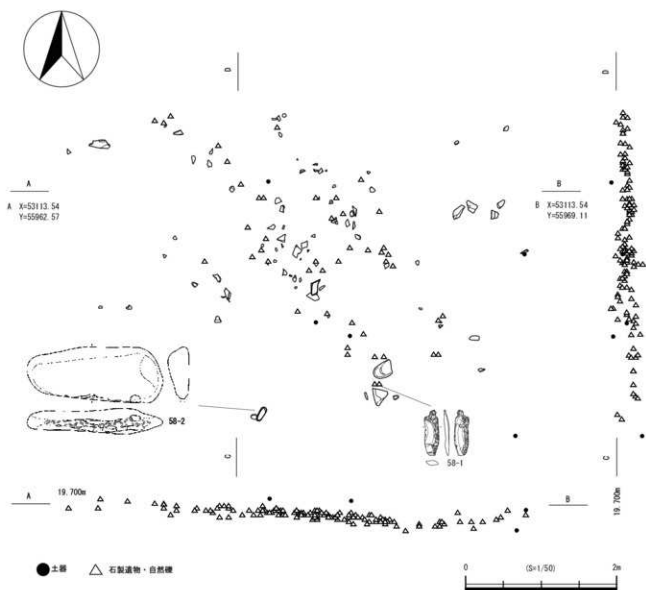 D
D
A
B
A X=53113.54
Y=55962.57
B X=53113.54
Y=55969.11
58-2
58-1
C
C
A 19.700m
B
19.700m
●土器 △ 石製遺物・自然礫
0 (S=1/50) 2m